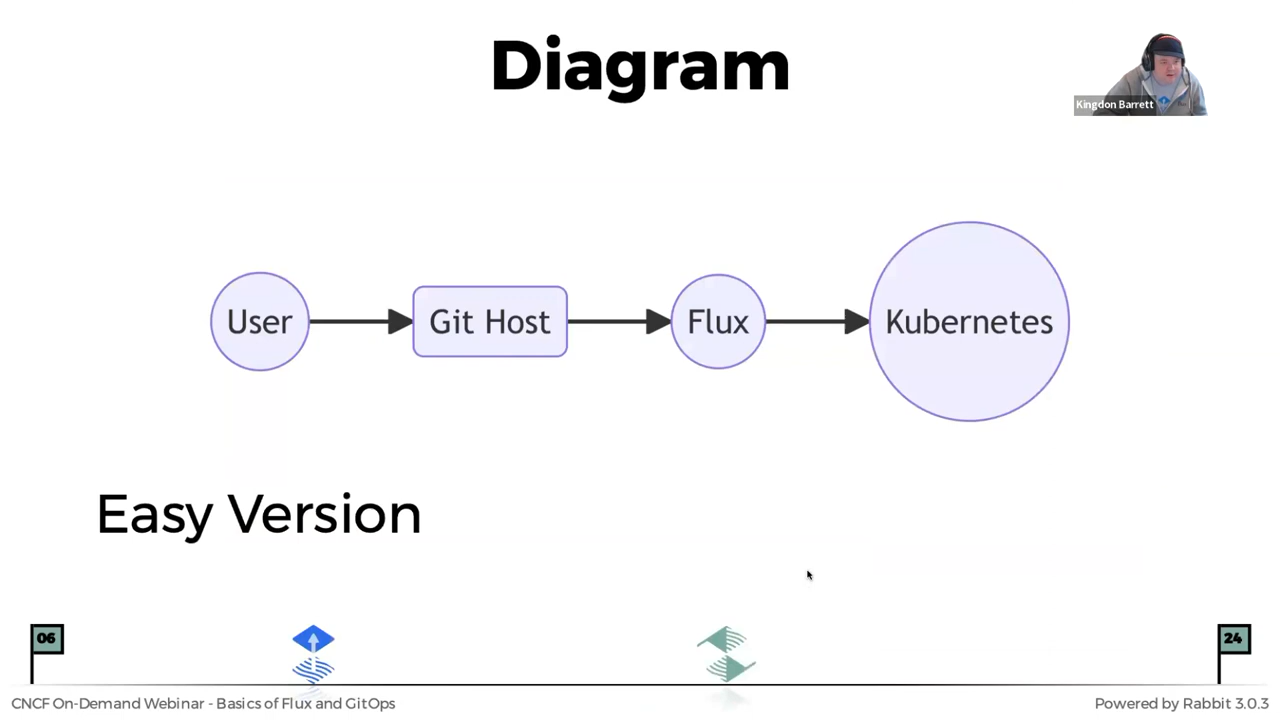 Diagram
Kingdon Barrett
User
Git Host
Flux
Kubernetes
Easy Version
06
24
CNCF On-Demand Webinar - Basics of Flux and GitOps
Powered by Rabbit 3.0.3